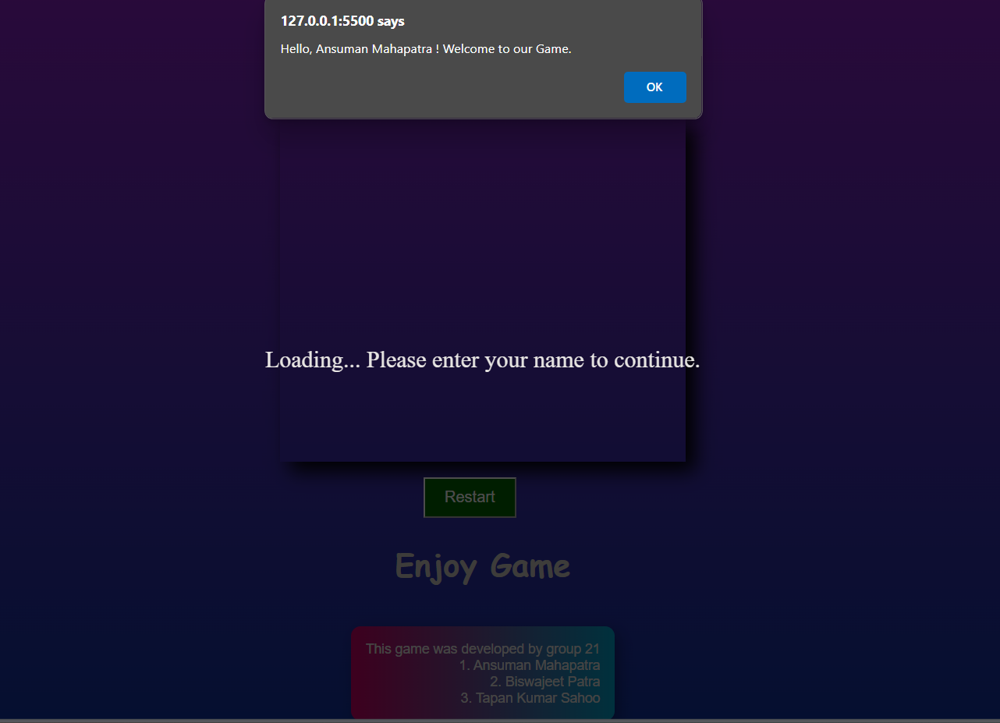 127.0.0.1:5500 says
Hello, Ansuman Mahapatra ! Welcome to our Game.
OK
Loading... Please enter your name to continue.
Restart
Enjoy Game
This game was developed by group 21
1. Ansuman Mahapatra
2. Biswajeet Patra
3. Tapan Kumar Sahoo